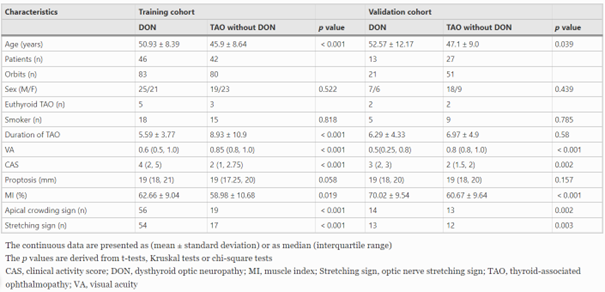 Characteristics Training cohort Validation cohort
DON TAO without DON p value DON TAO without DON p value
Age (years) 50.93 ± 8.39 45.9 ± 8.64 < 0.001 52.57 ± 12.17 47.1 ± 9.0 0.039
Patients (n) 46 42 13 27
Orbits (n) 83 80 21 51
Sex (M/F) 25/21 19/23 0.522 7/6 18/9 0.439
Euthyroid TAO (n) 5 3 2 2
Smoker (n) 18 15 0.818 5 9 0.785
Duration of TAO 5.59 ± 3.77 8.93 ± 10.9 < 0.001 6.29 ± 4.33 6.97 ± 4.9 0.58
VA 0.6 (0.5, 1.0) 0.85 (0.8, 1.0) < 0.001 0.5(0.25, 0.8) 0.8 (0.8, 1.0) < 0.001
CAS 4 (2, 5) 2 (1, 2.75) < 0.001 3 (2, 3) 2 (1.5, 2) 0.002
Proptosis (mm) 19 (18, 21) 19 (17.25, 20) 0.058 19 (18, 20) 19 (18, 20) 0.157
MI (%) 62.66 ± 9.04 58.98 ± 10.68 0.019 70.02 ± 9.54 60.67 ± 9.64 < 0.001
Apical crowding sign (n) 56 19 < 0.001 14 13 0.002
Stretching sign (n) 54 17 < 0.001 13 12 0.003
The continuous data are presented as (mean ± standard deviation) or as median (interquartile range)
The p values are derived from t-tests, Kruskal tests or chi-square tests
CAS, clinical activity score; DON, dysthyroid optic neuropathy; MI, muscle index; Stretching sign, optic nerve stretching sign; TAO, thyroid-associated
ophthalmopathy; VA, visual acuity